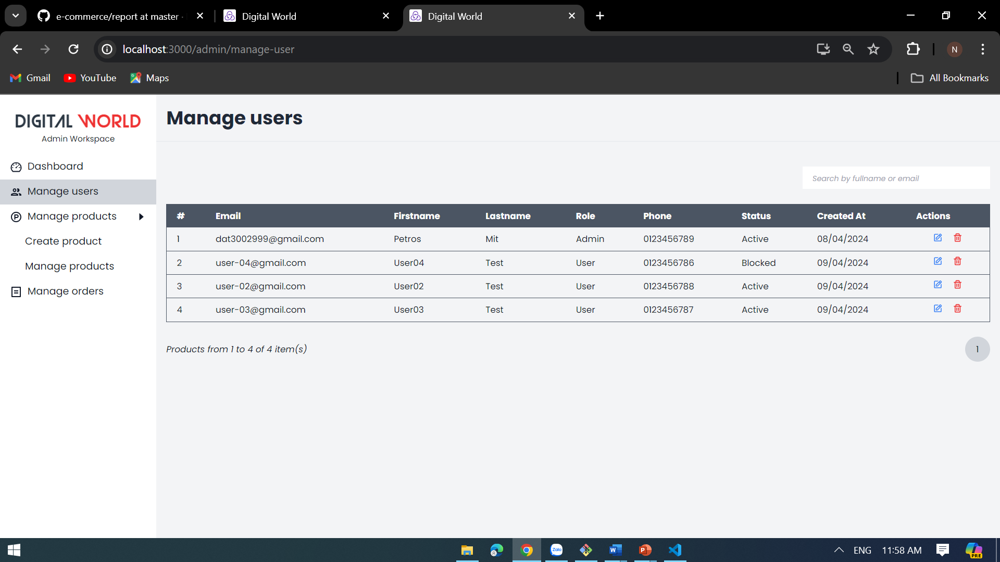 e-commerce/report at master ·
Digital World
Digital World
localhost:3000/admin/manage-user
N
Gmail
YouTube
Maps
All Bookmarks
DIGITAL WORLD
Admin Workspace
Dashboard
Manage users
Manage products
Create product
Manage products
Manage orders
Manage users
Search by fullname or email
# Email Firstname Lastname Role Phone Status Created At Actions
1 dat3002999@gmail.com Petros Mit Admin 0123456789 Active 08/04/2024
2 user-04@gmail.com User04 Test User 0123456786 Blocked 09/04/2024
3 user-02@gmail.com User02 Test User 0123456788 Active 09/04/2024
4 user-03@gmail.com User03 Test User 0123456787 Active 09/04/2024
Products from 1 to 4 of 4 item(s)
1
Zalo
ENG
11:58 AM
PRE